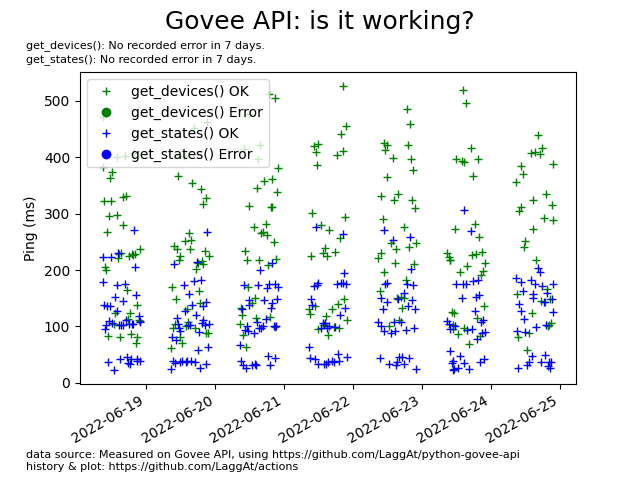 Govee API: is it working?
get_devices(): No recorded error in 7 days.
get_states(): No recorded error in 7 days.
get_devices() OK
get_devices() Error
get_states() OK
get_states() Error
500
400
300
200
100
0
Ping (ms)
2022-06-19
2022-06-20
2022-06-21
2022-06-22
2022-06-23
2022-06-24
2022-06-25
data source: Measured on Govee API, using https://github.com/LaggAt/python-govee-api
history & plot: https://github.com/LaggAt/actions